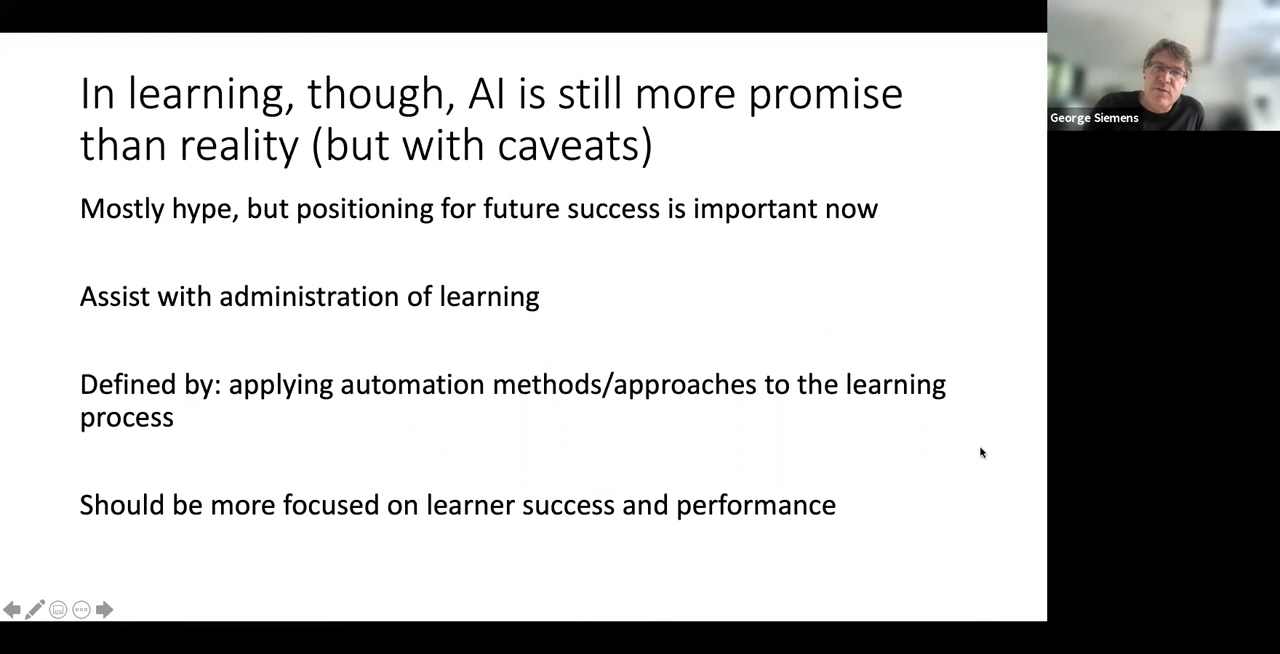 In learning, though, AI is still more promise
than reality (but with caveats)
Mostly hype, but positioning for future success is important now
Assist with administration of learning
Defined by: applying automation methods/approaches to the learning
process
Should be more focused on learner success and performance
George Siemens